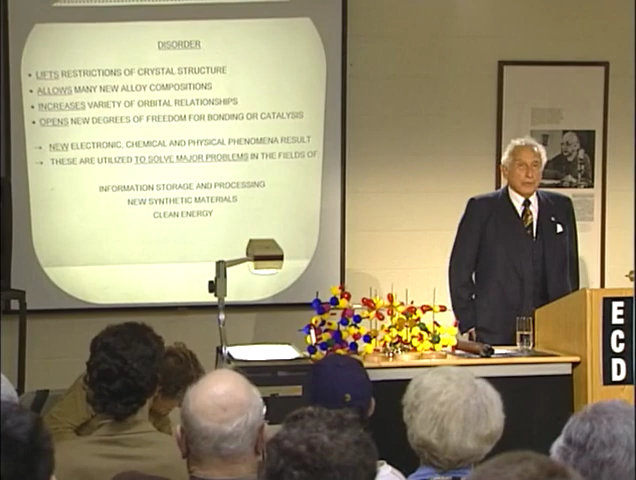 DISORDER
• LIFTS RESTRICTIONS OF CRYSTAL STRUCTURE
• ALLOWS MANY NEW ALLOY COMPOSITIONS
• INCREASES VARIETY OF ORBITAL RELATIONSHIPS
• OPENS NEW DEGREES OF FREEDOM FOR BONDING OR CATALYSIS
→ NEW ELECTRONIC, CHEMICAL AND PHYSICAL PHENOMENA RESULT
→ THESE ARE UTILIZED TO SOLVE MAJOR PROBLEMS IN THE FIELDS OF
INFORMATION STORAGE AND PROCESSING
NEW SYNTHETIC MATERIALS
CLEAN ENERGY
ECD